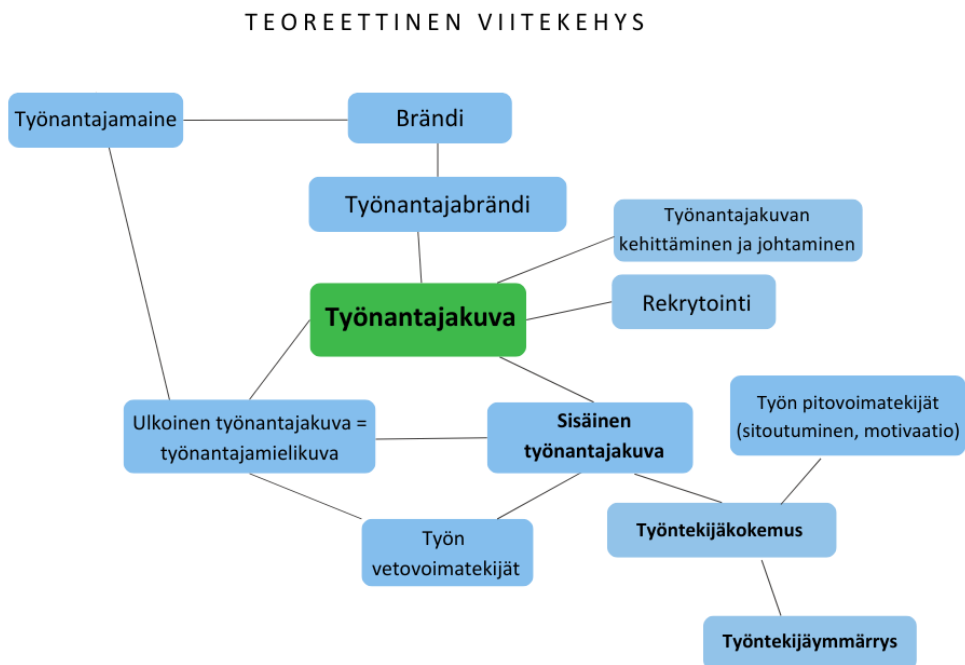 TEOREETTINEN VIITEKEHYS
Työnantajamaine
Brändi
Työnantajabrändi
Työnantajakuvan
kehittäminen ja johtaminen
Työnantajakuva
Rekrytointi
Ulkoinen työnantajakuva =
työnantajamielikuva
Sisäinen
työnantajakuva
Työn pitovoimatekijät
(sitoutuminen, motivaatio)
Työn
vetovoimatekijät
Työntekijäkokemus
Työntekijäymmärrys